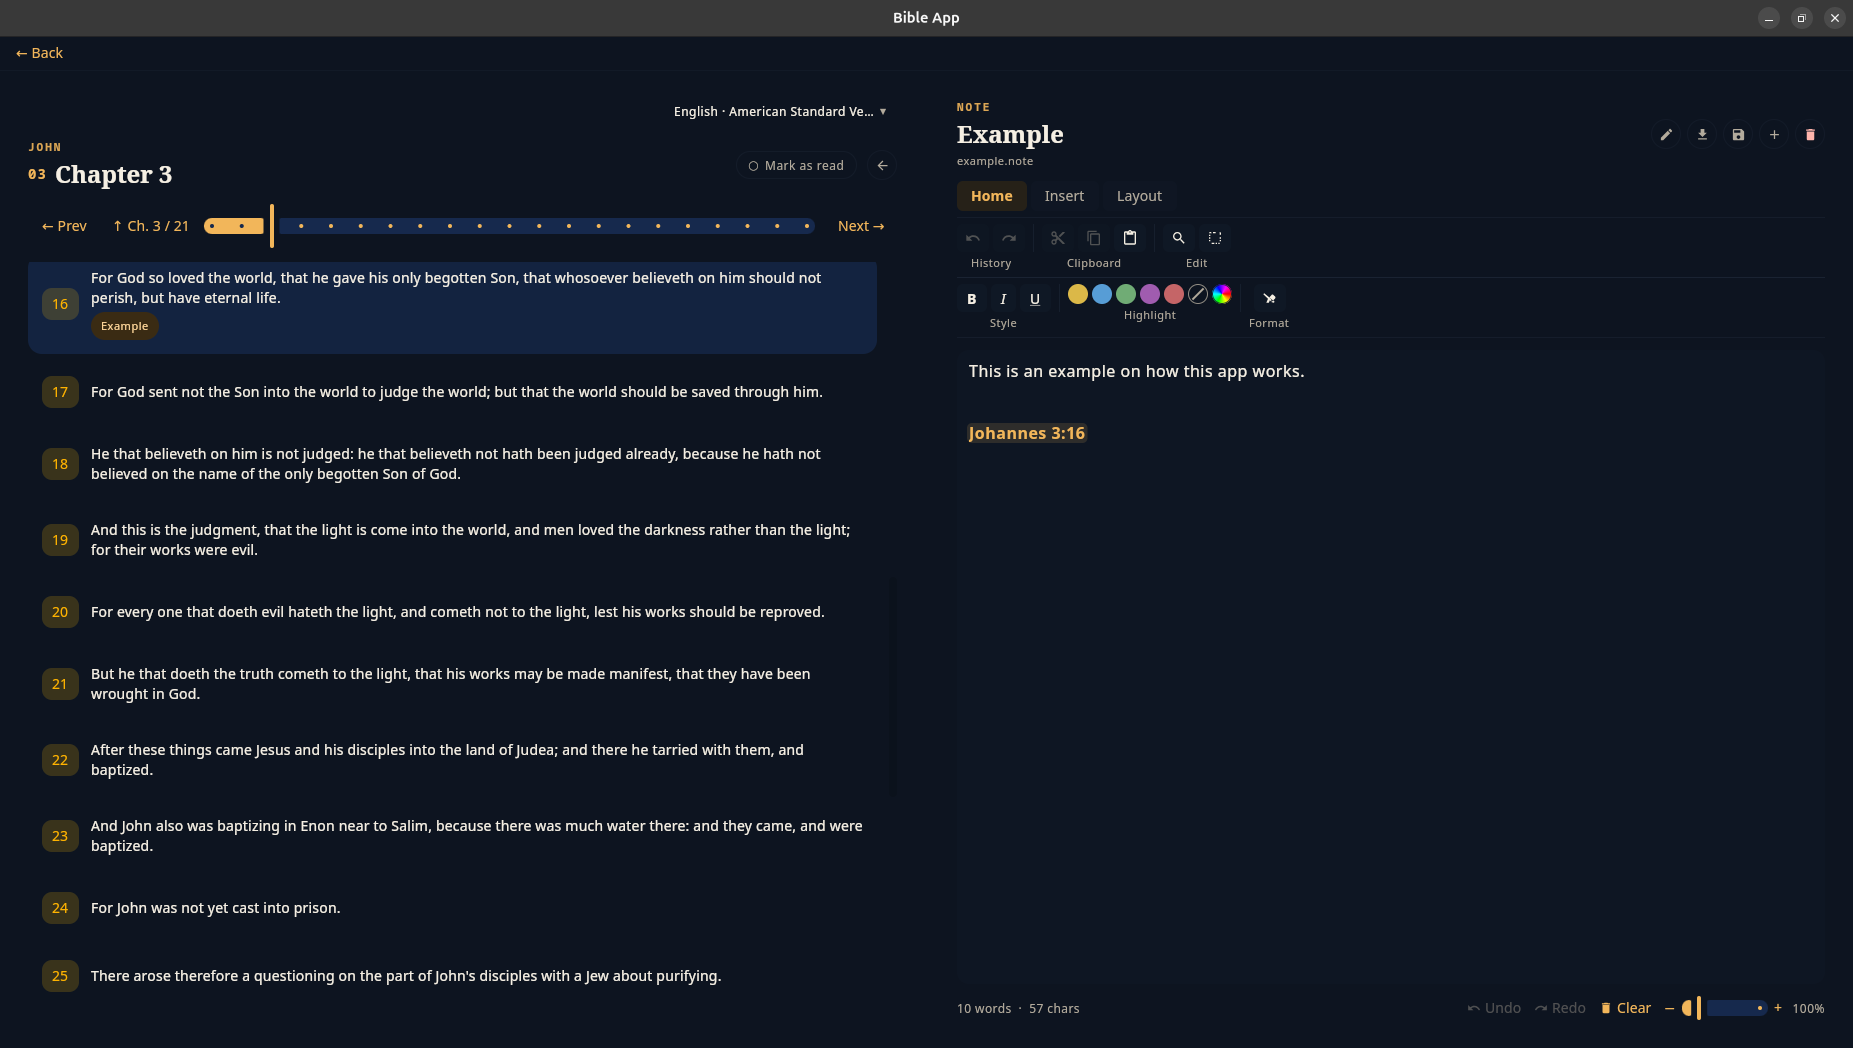 Bible App
← Back
English · American Standard Ve... ▼
JOHN
03 Chapter 3
Mark as read
← Prev
↑ Ch. 3 / 21
Next →
16
For God so loved the world, that he gave his only begotten Son, that whosoever believeth on him should not
perish, but have eternal life.
Example
17
For God sent not the Son into the world to judge the world; but that the world should be saved through him.
18
He that believeth on him is not judged: he that believeth not hath been judged already, because he hath not
believed on the name of the only begotten Son of God.
19
And this is the judgment, that the light is come into the world, and men loved the darkness rather than the light;
for their works were evil.
20
For every one that doeth evil hateth the light, and cometh not to the light, lest his works should be reproved.
21
But he that doeth the truth cometh to the light, that his works may be made manifest, that they have been
wrought in God.
22
After these things came Jesus and his disciples into the land of Judea; and there he tarried with them, and
baptized.
23
And John also was baptizing in Enon near to Salim, because there was much water there: and they came, and were
baptized.
24
For John was not yet cast into prison.
25
There arose therefore a questioning on the part of John's disciples with a Jew about purifying.
NOTE
Example
example.note
Home Insert Layout
History Clipboard Edit
B I U
Style Highlight Format
This is an example on how this app works.
Johannes 3:16
10 words · 57 chars
Undo Redo Clear − + 100%